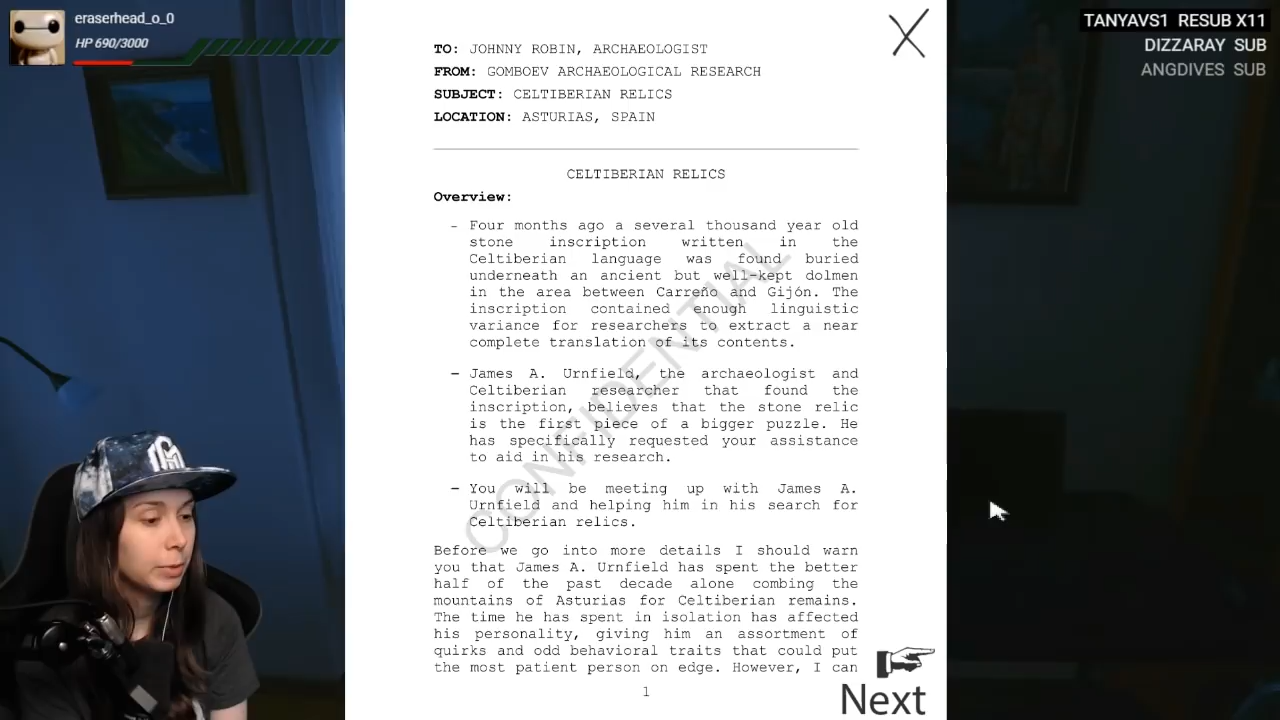 eraserhead_o_0
HP 690/3000
TANYAVS1 RESUB X11
DIZZARAY SUB
ANGDIVES SUB
TO: JOHNNY ROBIN, ARCHAEOLOGIST
FROM: GOMBOEV ARCHAEOLOGICAL RESEARCH
SUBJECT: CELTIBERIAN RELICS
LOCATION: ASTURIAS, SPAIN
CELTIBERIAN RELICS
Overview:
- Four months ago a several thousand year old
stone inscription written in the
Celtiberian language was found buried
underneath an ancient but well-kept dolmen
in the area between Carreño and Gijón. The
inscription contained enough linguistic
variance for researchers to extract a near
complete translation of its contents.
- James A. Urnfield, the archaeologist and
Celtiberian researcher that found the
inscription, believes that the stone relic
is the first piece of a bigger puzzle. He
has specifically requested your assistance
to aid in his research.
- You will be meeting up with James A.
Urnfield and helping him in his search for
Celtiberian relics.
Before we go into more details I should warn
you that James A. Urnfield has spent the better
half of the past decade alone combing the
mountains of Asturias for Celtiberian remains.
The time he has spent in isolation has affected
his personality, giving him an assortment of
quirks and odd behavioral traits that could put
the most patient person on edge. However, I can
1
CONFIDENTIAL
Next